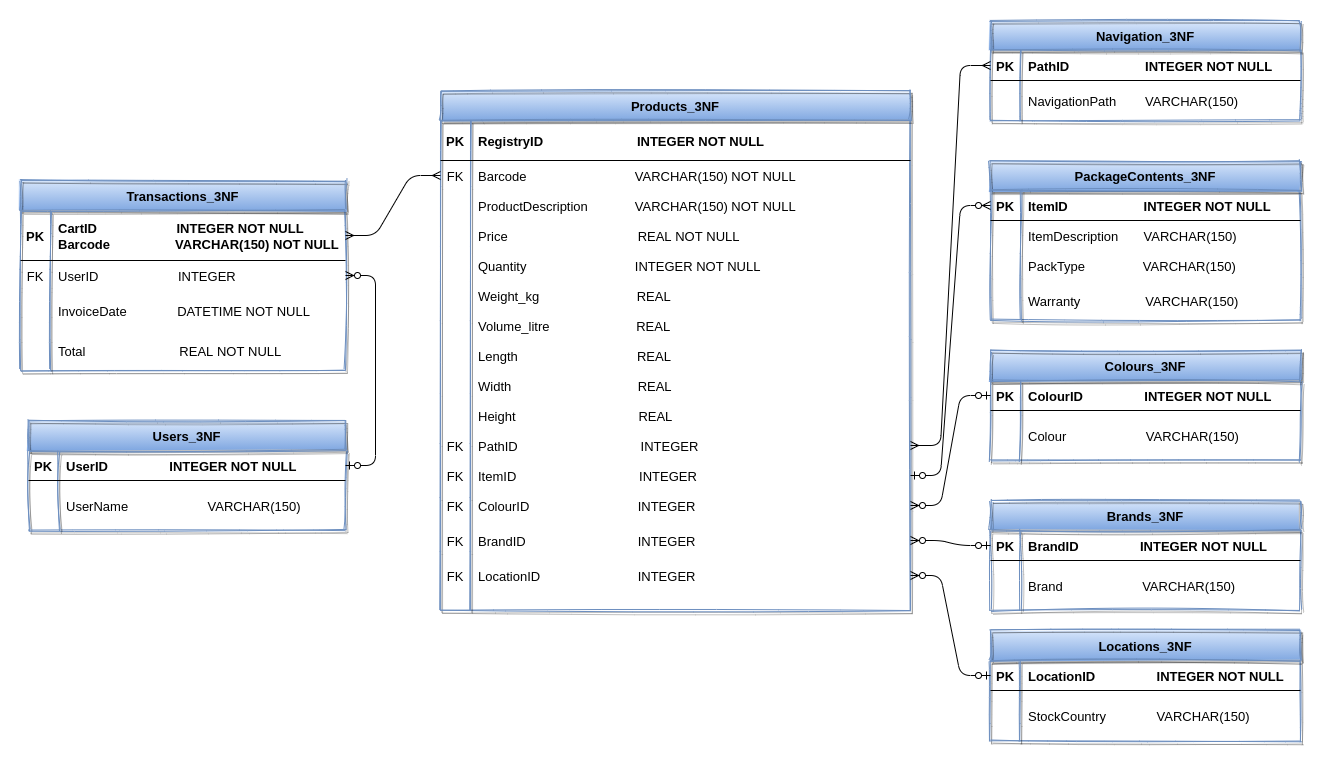 Transactions_3NF
PK CartID INTEGER NOT NULL
Barcode VARCHAR(150) NOT NULL
FK UserID INTEGER
InvoiceDate DATETIME NOT NULL
Total REAL NOT NULL
Users_3NF
PK UserID INTEGER NOT NULL
UserName VARCHAR(150)
Products_3NF
PK RegistryID INTEGER NOT NULL
FK Barcode VARCHAR(150) NOT NULL
ProductDescription VARCHAR(150) NOT NULL
Price REAL NOT NULL
Quantity INTEGER NOT NULL
Weight_kg REAL
Volume_litre REAL
Length REAL
Width REAL
Height REAL
FK PathID INTEGER
FK ItemID INTEGER
FK ColourID INTEGER
FK BrandID INTEGER
FK LocationID INTEGER
Navigation_3NF
PK PathID INTEGER NOT NULL
NavigationPath VARCHAR(150)
PackageContents_3NF
PK ItemID INTEGER NOT NULL
ItemDescription VARCHAR(150)
PackType VARCHAR(150)
Warranty VARCHAR(150)
Colours_3NF
PK ColourID INTEGER NOT NULL
Colour VARCHAR(150)
Brands_3NF
PK BrandID INTEGER NOT NULL
Brand VARCHAR(150)
Locations_3NF
PK LocationID INTEGER NOT NULL
StockCountry VARCHAR(150)